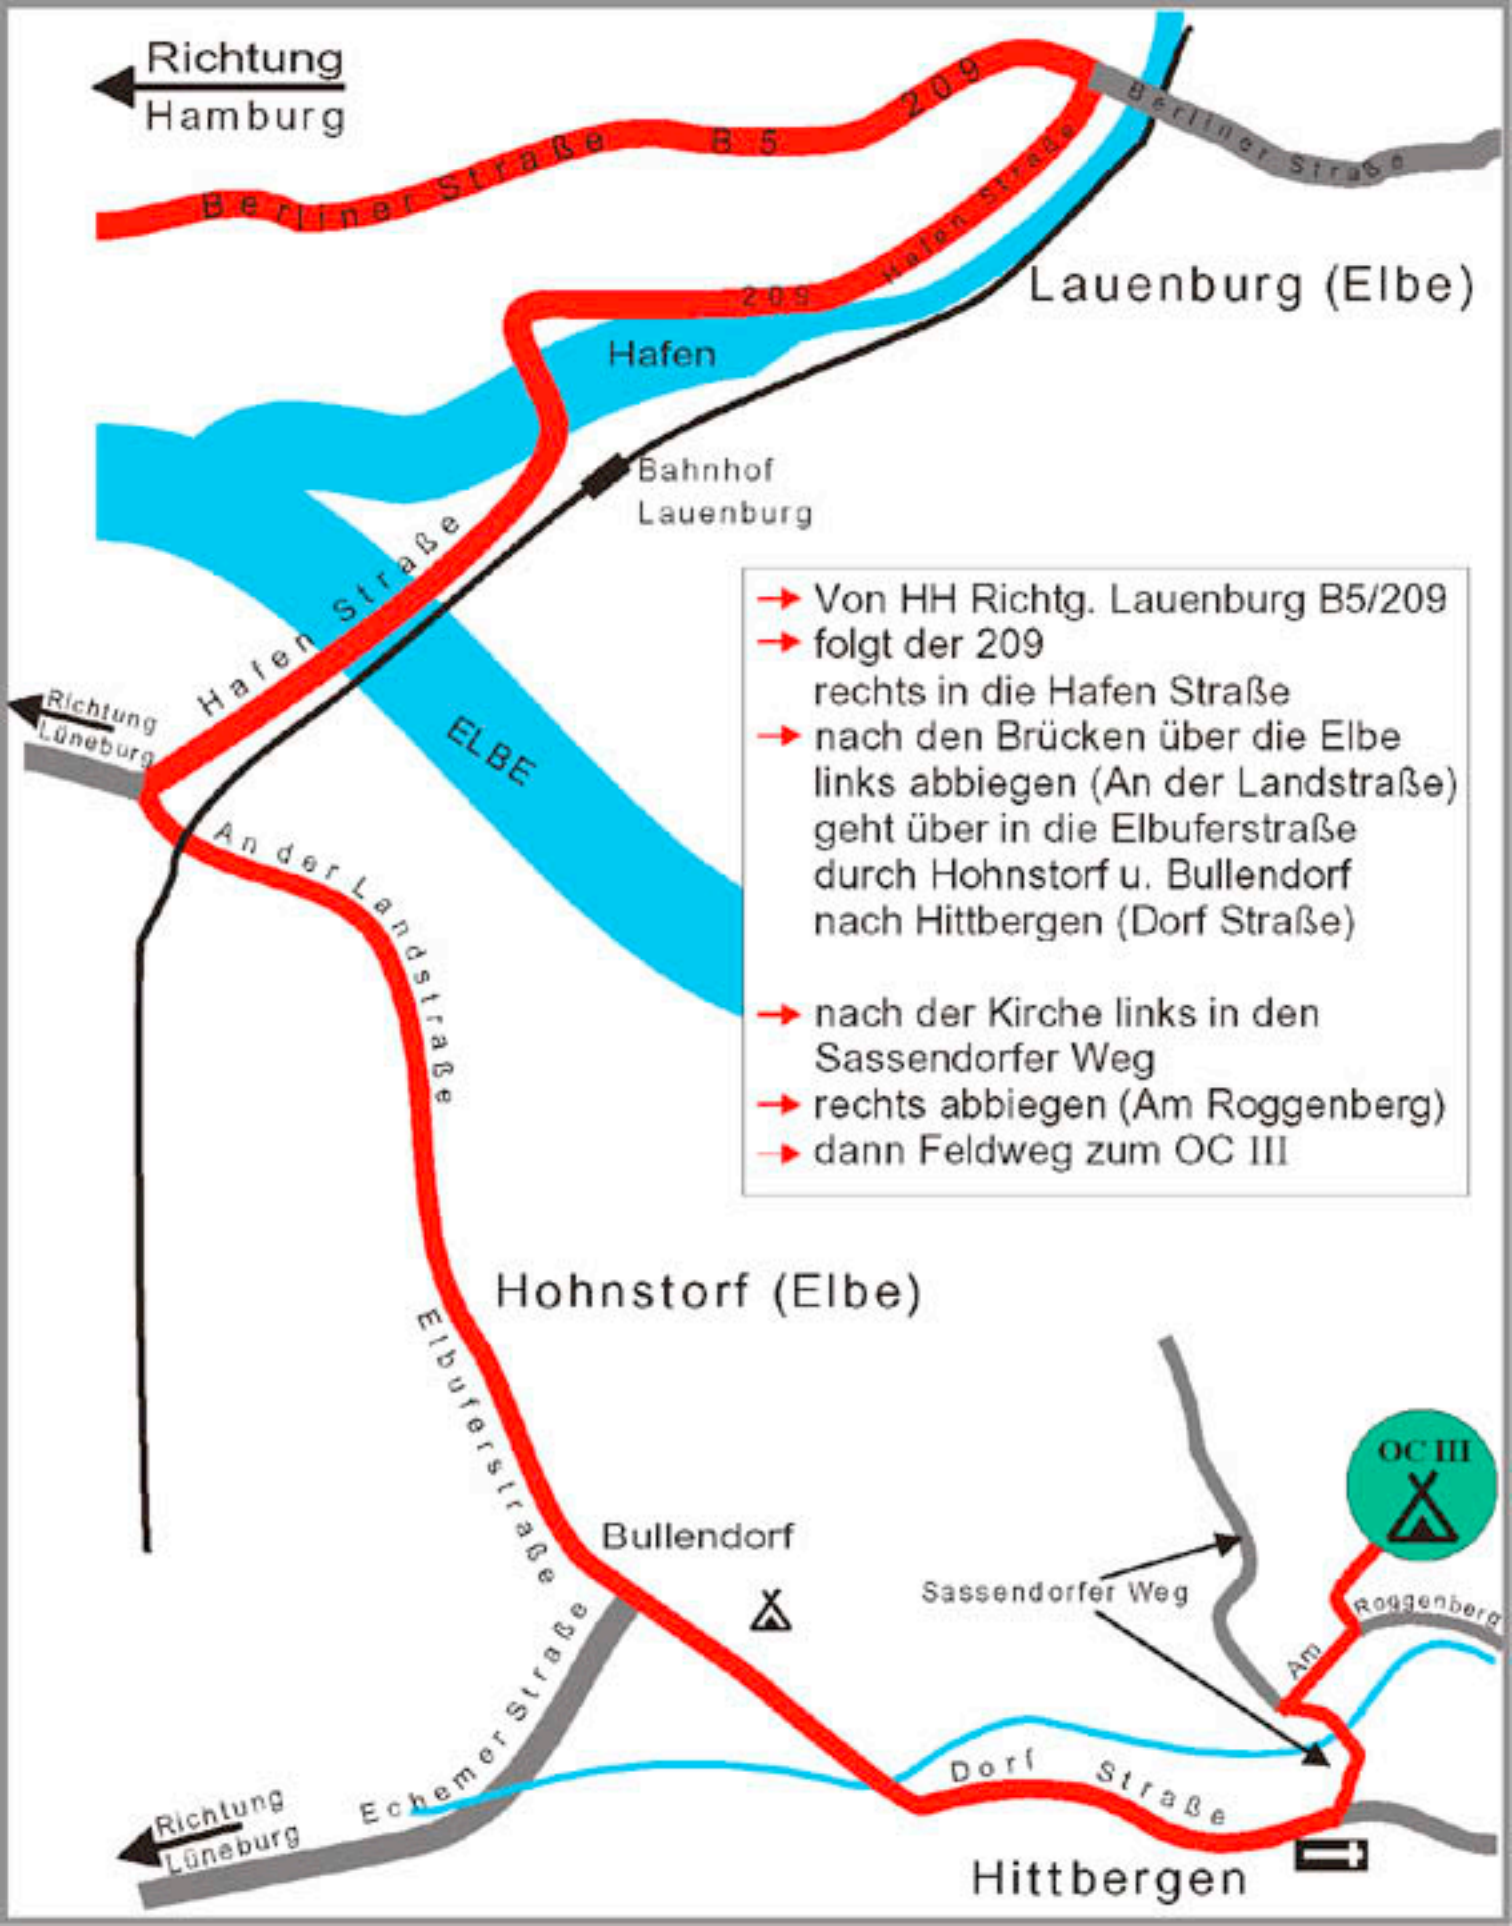 Richtung
Hamburg
Berliner Straße B 5 209
Berliner Straße
Hafen Straße
209
Lauenburg (Elbe)
Hafen
Bahnhof
Lauenburg
Hafen Straße
Richtung
Lüneburg
ELBE
Von HH Richtg. Lauenburg B5/209
folgt der 209
rechts in die Hafen Straße
nach den Brücken über die Elbe
links abbiegen (An der Landstraße)
geht über in die Elbuferstraße
durch Hohnstorf u. Bullendorf
nach Hittbergen (Dorf Straße)
nach der Kirche links in den
Sassendorfer Weg
rechts abbiegen (Am Roggenberg)
dann Feldweg zum OC III
An der Landstraße
Hohnstorf (Elbe)
Elbuferstraße
OC III
Bullendorf
Sassendorfer Weg
Am Roggenberg
Echemer Straße
Dorf Straße
Richtung
Lüneburg
Hittbergen